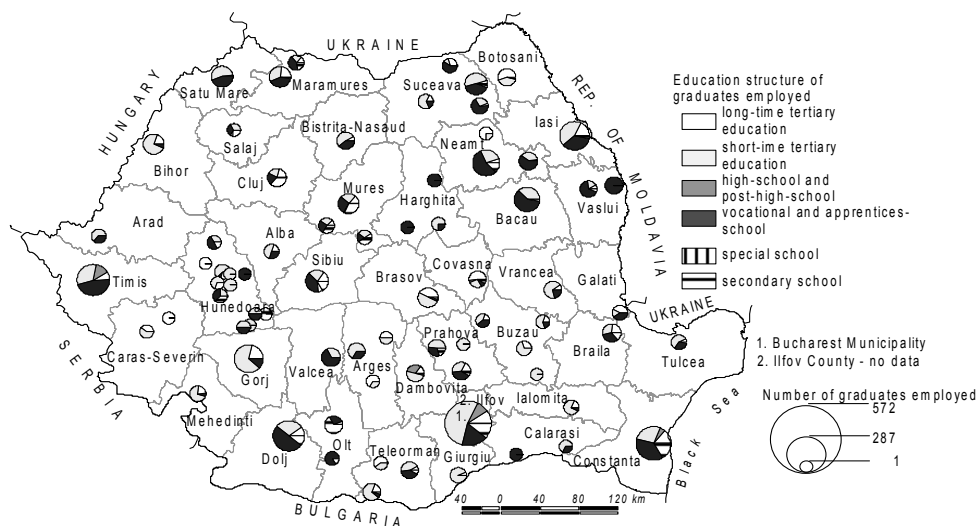 UKRAINE
HUNGARY
REP. OF MOLDAVIA
UKRAINE
Black Sea
BULGARIA
SERBIA
Botosani
Satu Mare
Maramures
Suceava
Iasi
Bistrita-Nasaud
Salaj
Neamt
Bihor
Cluj
Mures
Harghita
Bacau
Vaslui
Arad
Alba
Timis
Sibiu
Brasov
Covasna
Vrancea
Galati
Hunedoara
Caras-Severin
Gorj
Valcea
Arges
Prahova
Buzau
Braila
Tulcea
Dambovita
2. Ilfov
1.
Ialomita
Mehedinti
Dolj
Olt
Teleorman
Giurgiu
Calarasi
Constanta
Education structure of
graduates employed
long-time tertiary
education
short-ime tertiary
education
high-school and
post-high-school
vocational and apprentices-
school
special school
secondary school
1. Bucharest Municipality
2. Ilfov County - no data
Number of graduates employed
572
287
1
40 0 40 80 120 km